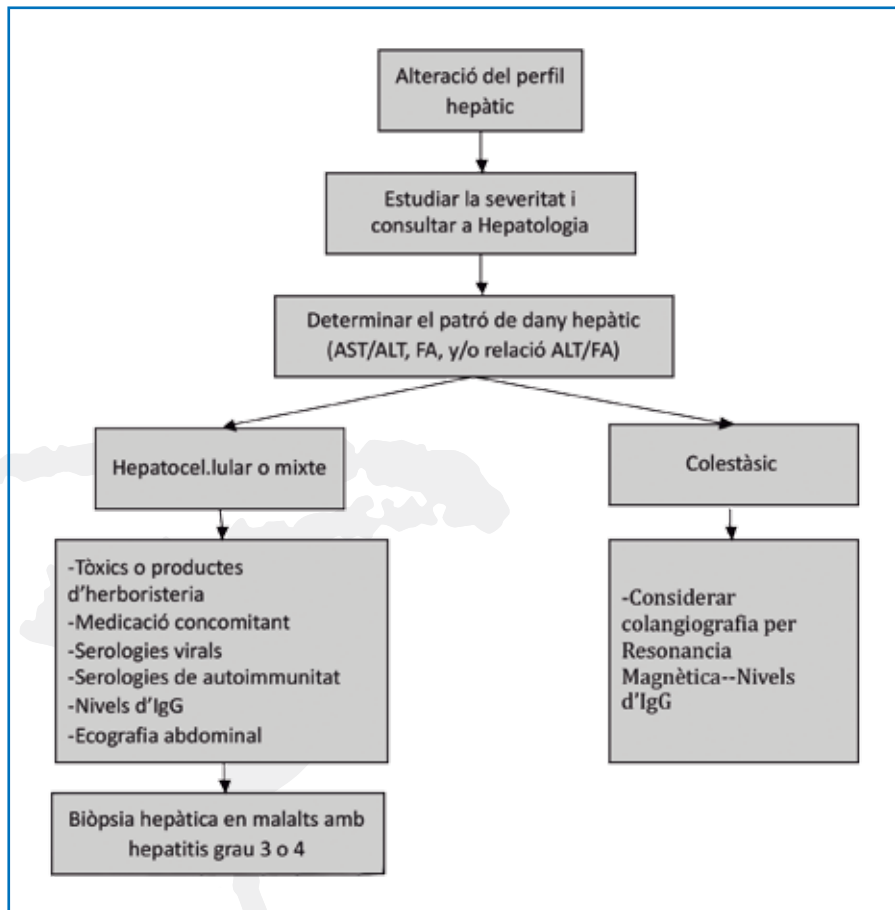 Alteració del perfil
hepàtic
Estudiar la severitat i
consultar a Hepatologia
Determinar el patró de dany hepàtic
(AST/ALT, FA, y/o relació ALT/FA)
Hepatocel.lular o mixte
Colestàsic
-Tòxics o productes
d'herboristeria
-Medicació concomitant
-Serologies virals
-Serologies de autoimmunitat
-Nivels d'IgG
-Ecografia abdominal
-Considerar
colangiografia per
Resonancia
Magnètica--Nivels
d'IgG
Biòpsia hepàtica en malalts amb
hepatitis grau 3 o 4